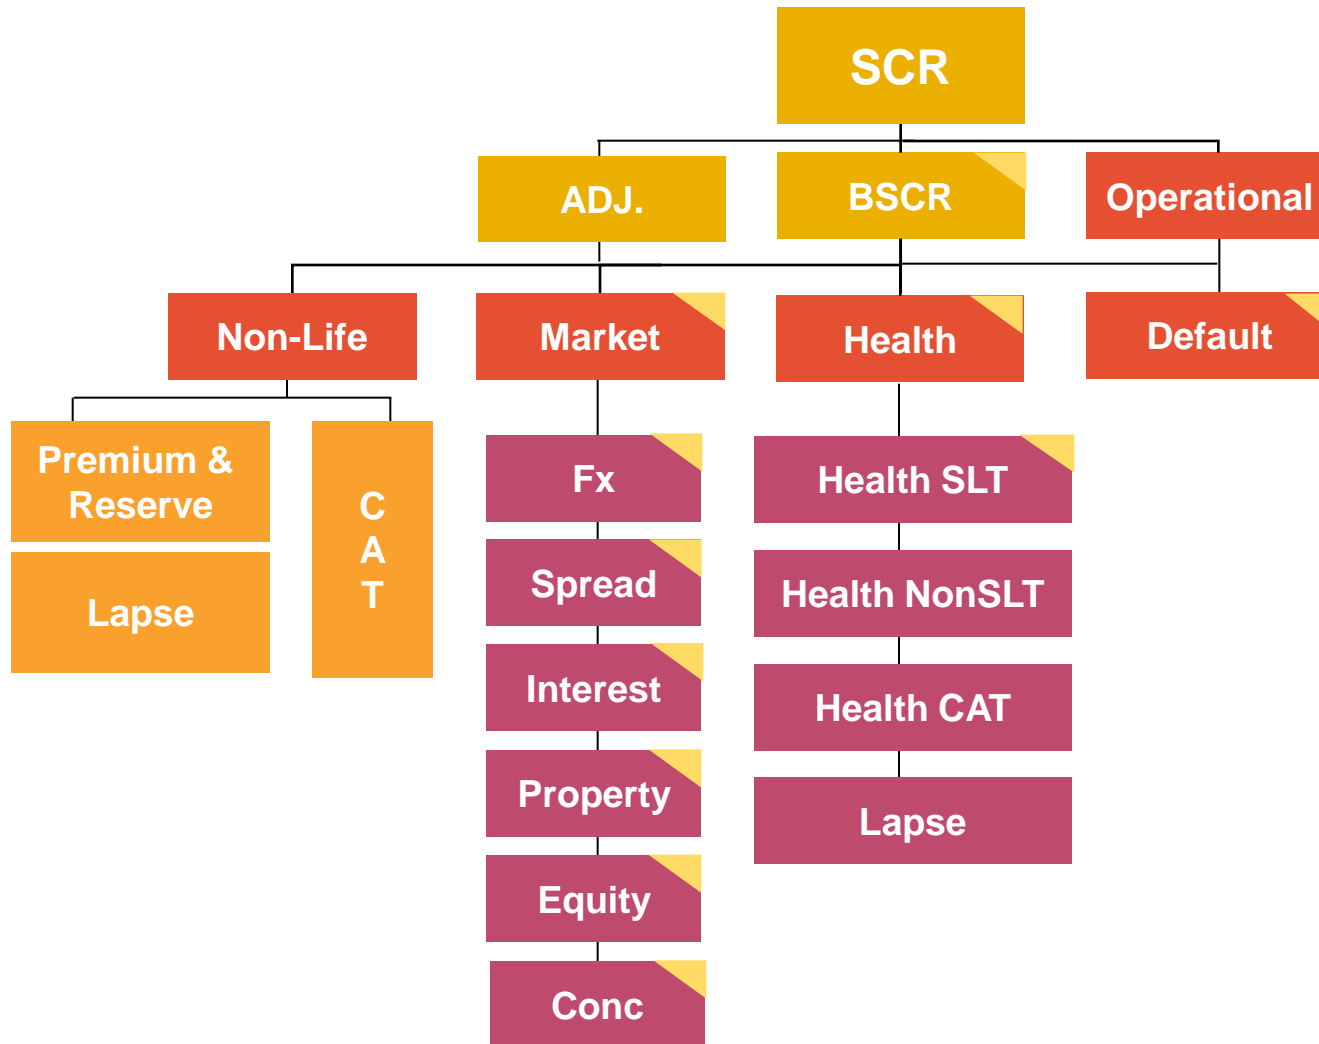 SCR
ADJ.
BSCR
Operational
Non-Life
Market
Health
Default
Premium &
Reserve
Lapse
C
A
T
Fx
Spread
Interest
Property
Equity
Conc
Health SLT
Health NonSLT
Health CAT
Lapse